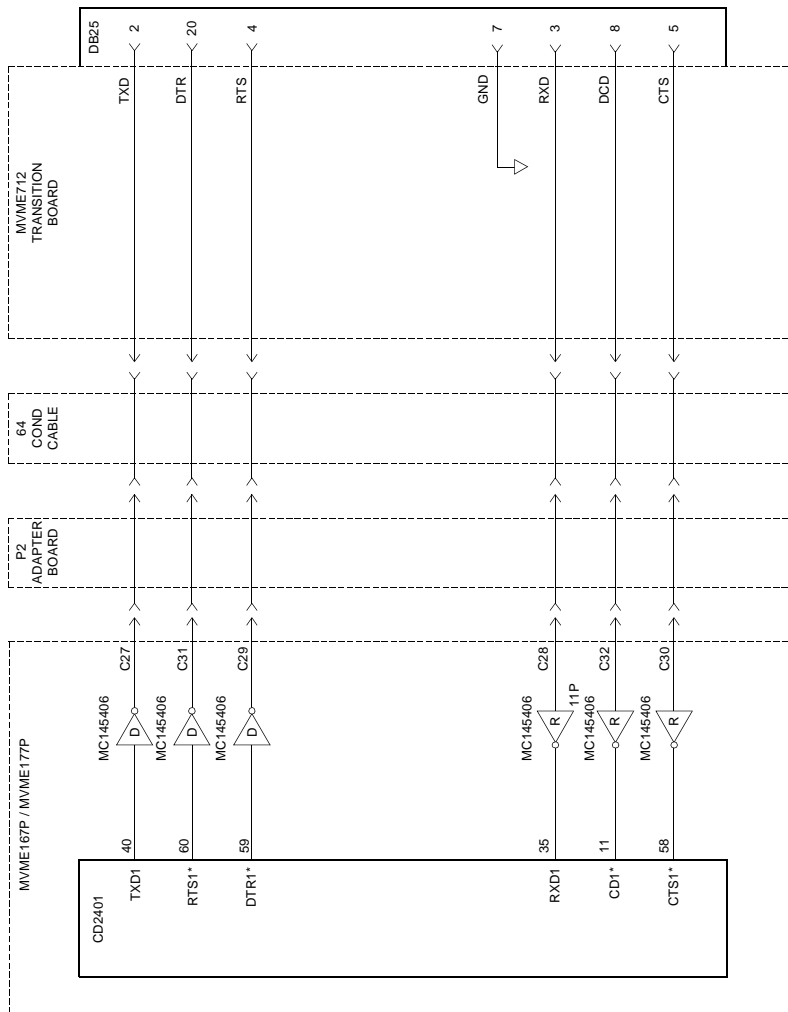 DB25
2
20
4
7
3
8
5
TXD
DTR
RTS
GND
RXD
DCD
CTS
MVME712
TRANSITION
BOARD
64
COND
CABLE
P2
ADAPTER
BOARD
MVME167P / MVME177P
C27
C31
C29
C28
C32
C30
MC145406
MC145406
MC145406
MC145406
MC145406
MC145406
D
D
D
R
R
R
11P
40
60
59
35
11
58
TXD1
RTS1*
DTR1*
RXD1
CD1*
CTS1*
CD2401